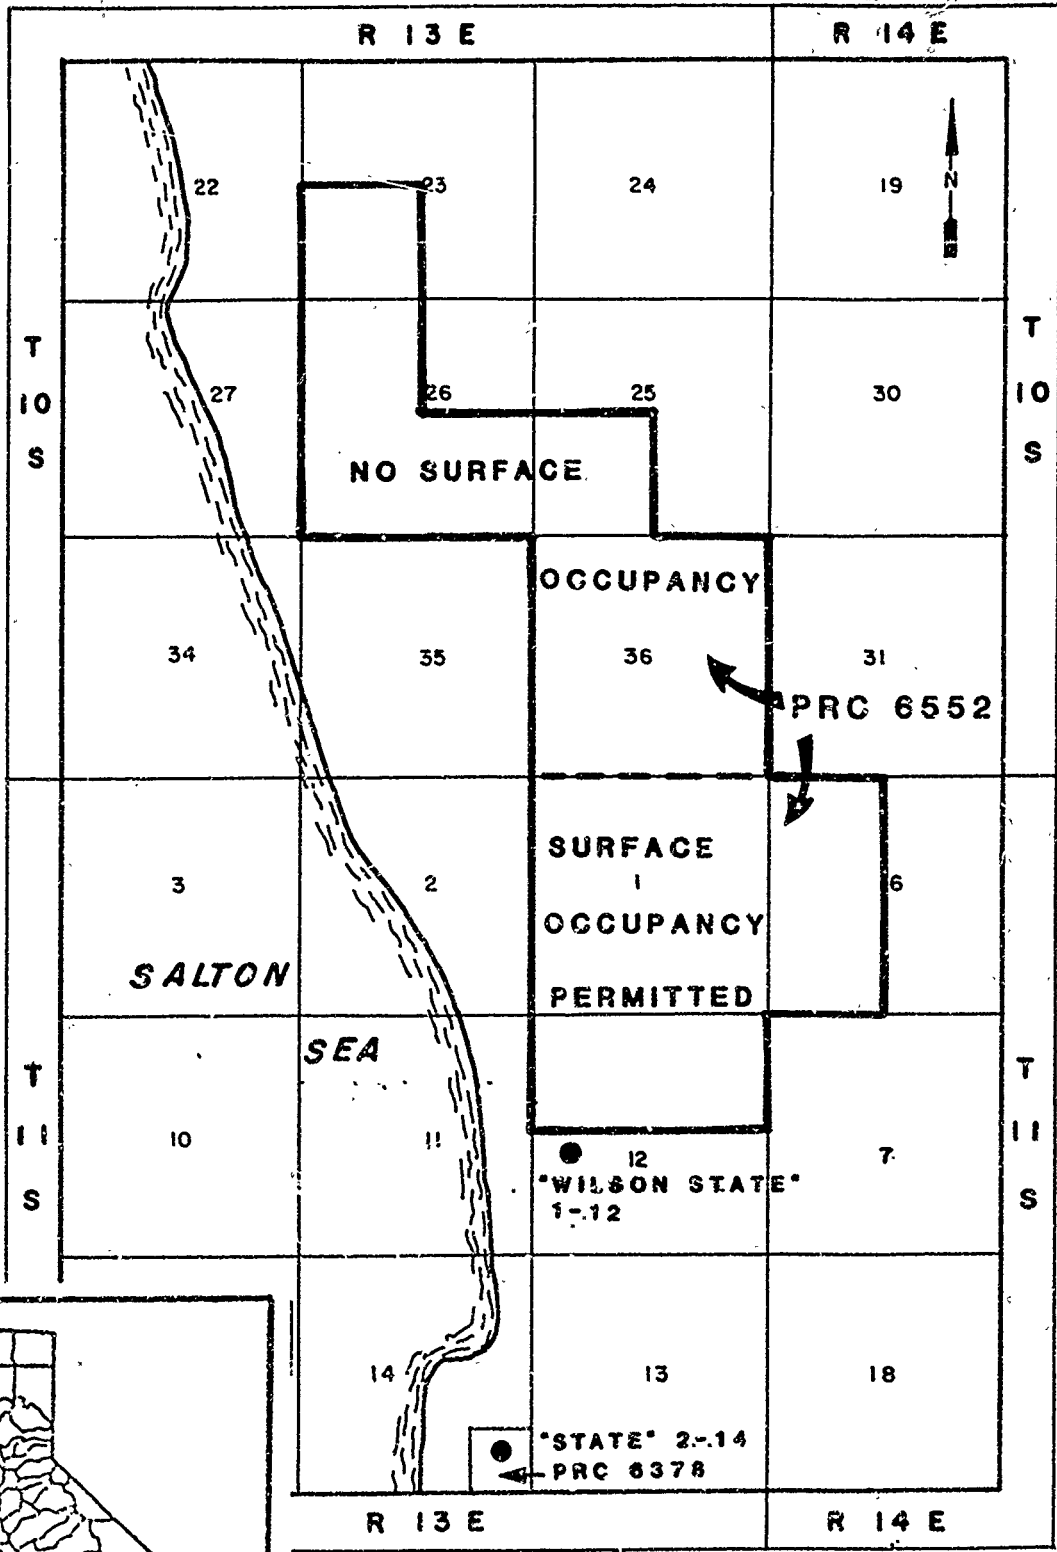 R 13 E R 14 E
22 23 24 19
N
T 10 S
T 10 S
27 26 25 30
NO SURFACE
OCCUPANCY
34 35 36 31
PRC 6552
SURFACE
3 2 1 6
OCCUPANCY
SALTON
PERMITTED
SEA
T 11 S
T 11 S
10 11 12 7
"WILSON STATE"
1-12
14 13 18
"STATE" 2-14
PRC 6378
R 13 E R 14 E